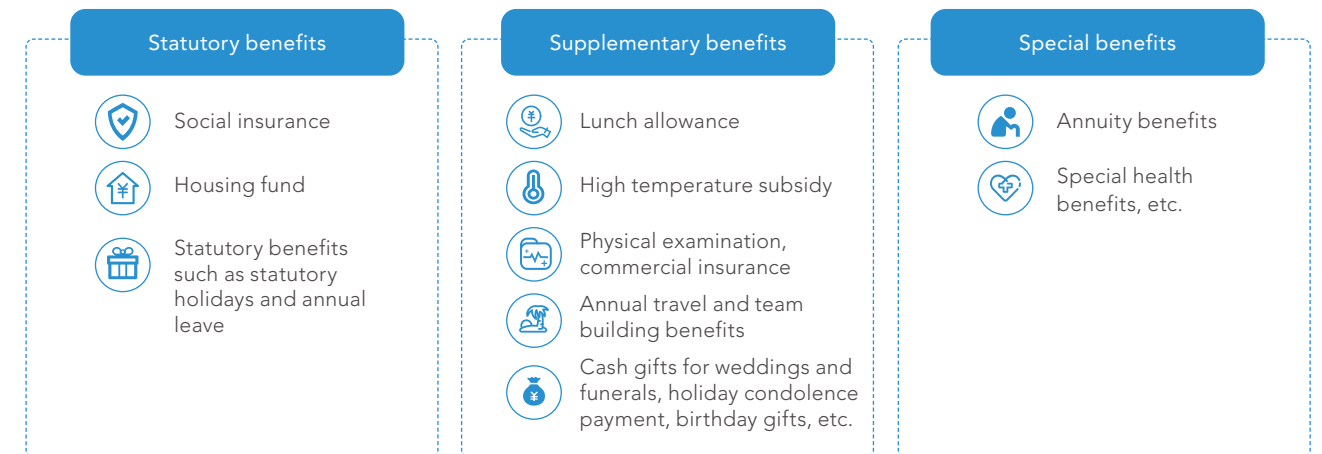 Statutory benefits
Social insurance
Housing fund
Statutory benefits
such as statutory
holidays and annual
leave
Supplementary benefits
Lunch allowance
High temperature subsidy
Physical examination,
commercial insurance
Annual travel and team
building benefits
Cash gifts for weddings and
funerals, holiday condolence
payment, birthday gifts, etc.
Special benefits
Annuity benefits
Special health
benefits, etc.